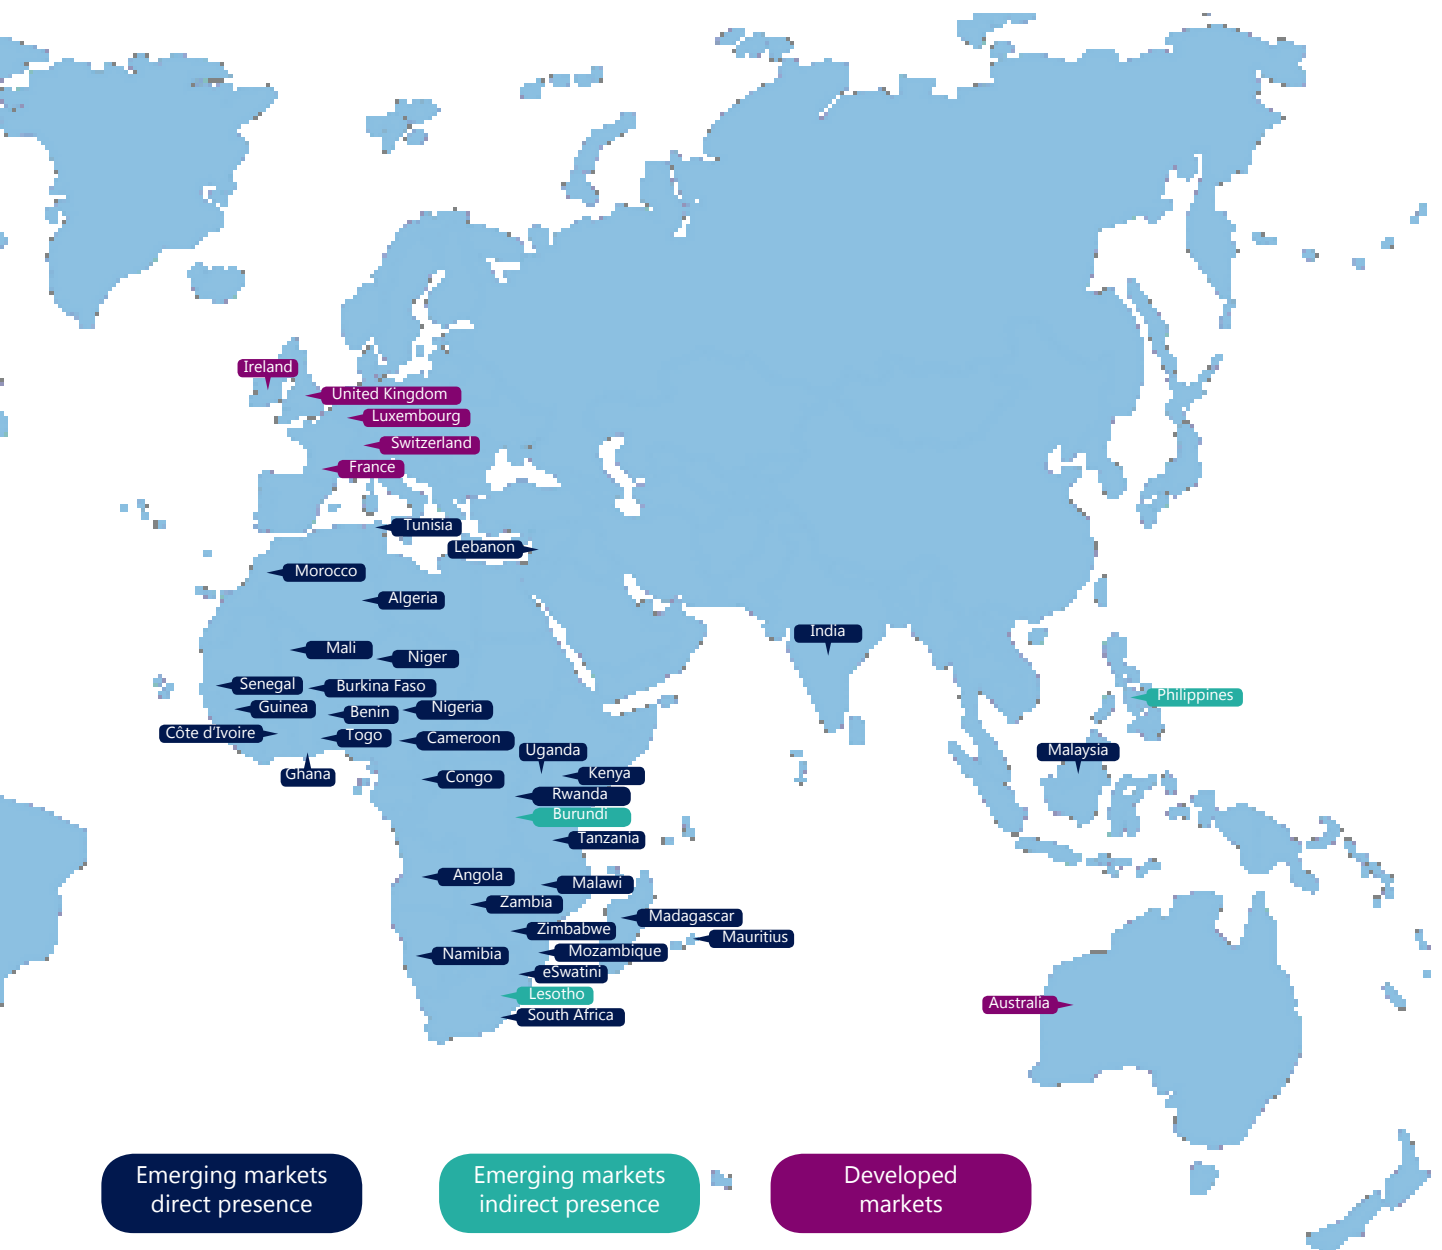 Ireland
United Kingdom
Luxembourg
Switzerland
France
Tunisia
Lebanon
Morocco
Algeria
India
Mali
Niger
Senegal
Burkina Faso
Philippines
Guinea
Benin
Nigeria
Côte d'Ivoire
Togo
Cameroon
Uganda
Malaysia
Ghana
Congo
Kenya
Rwanda
Burundi
Tanzania
Angola
Malawi
Zambia
Madagascar
Zimbabwe
Mauritius
Namibia
Mozambique
eSwatini
Lesotho
Australia
South Africa
Emerging markets
direct presence
Emerging markets
indirect presence
Developed
markets